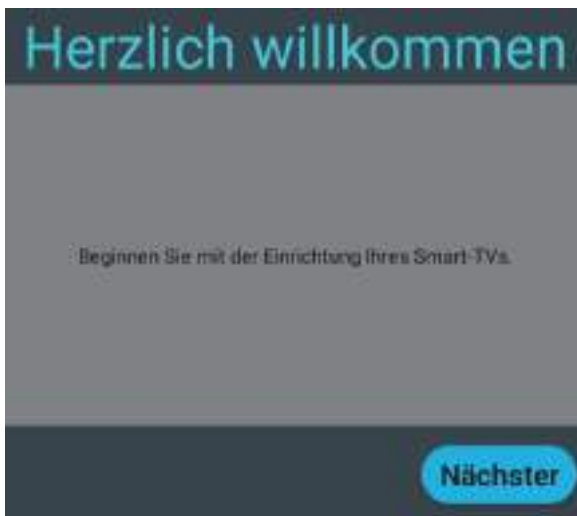 Herzlich willkommen
Beginnen Sie mit der Einrichtung Ihres Smart-TVs.
Nächster